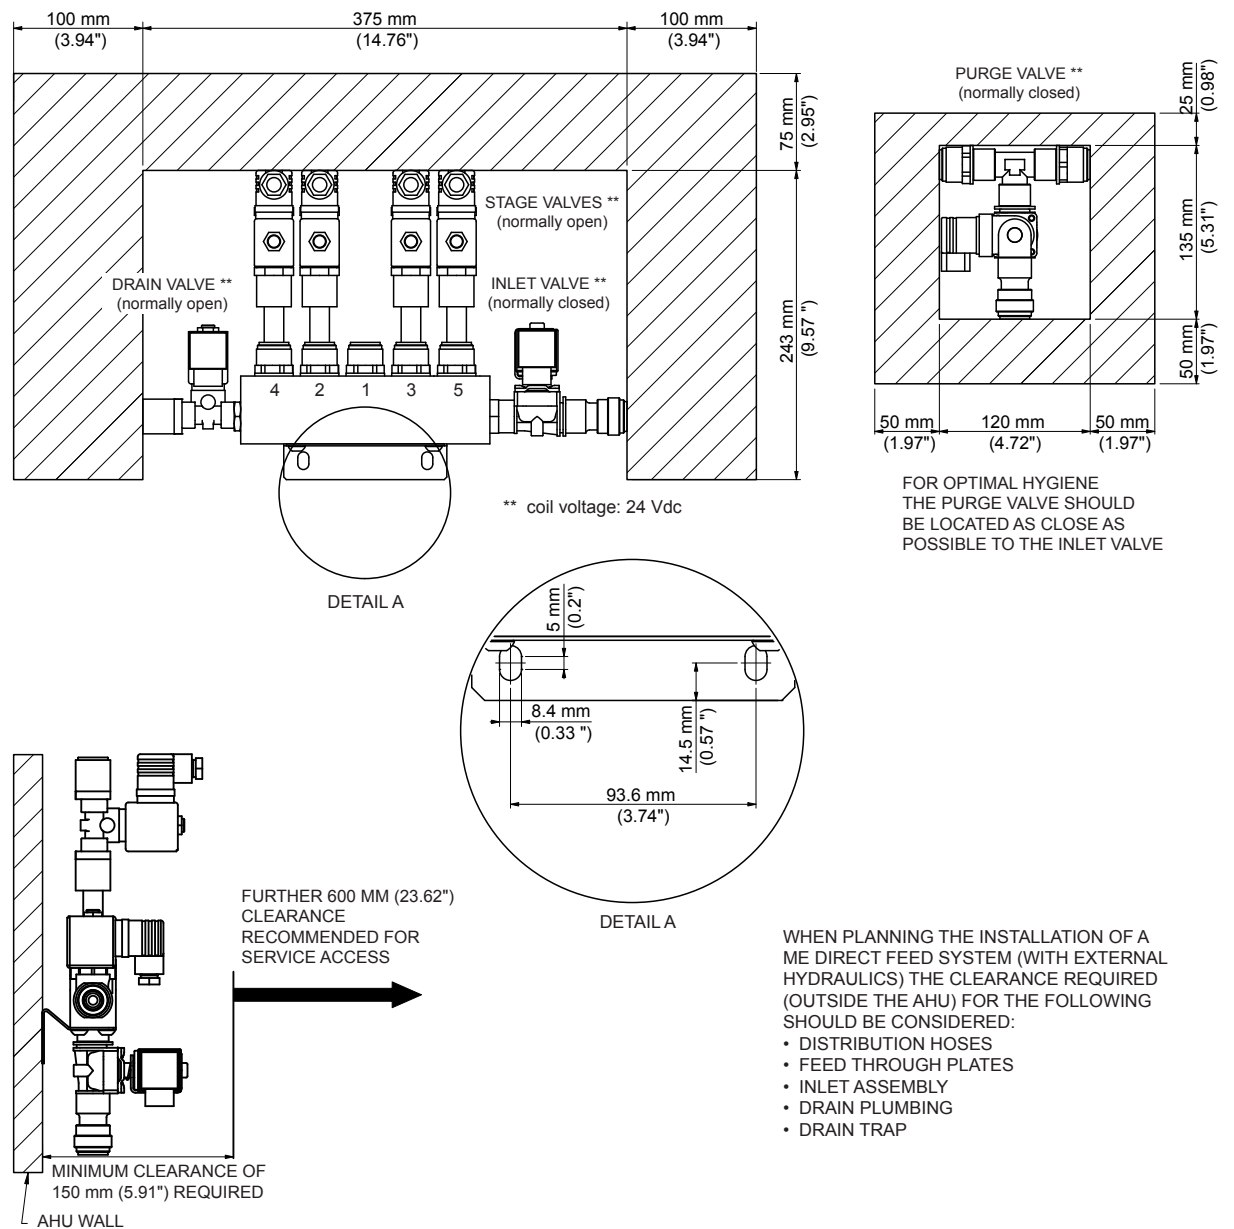 100 mm
(3.94")
375 mm
(14.76")
100 mm
(3.94")
75 mm
(2.95")
243 mm
(9.57 ")
STAGE VALVES **
(normally open)
DRAIN VALVE **
(normally open)
INLET VALVE **
(normally closed)
4 2 1 3 5
** coil voltage: 24 Vdc
DETAIL A
PURGE VALVE **
(normally closed)
25 mm
(0.98")
135 mm
(5.31")
50 mm
(1.97")
50 mm
(1.97")
120 mm
(4.72")
50 mm
(1.97")
FOR OPTIMAL HYGIENE
THE PURGE VALVE SHOULD
BE LOCATED AS CLOSE AS
POSSIBLE TO THE INLET VALVE
5 mm
(0.2")
8.4 mm
(0.33 ")
14.5 mm
(0.57 ")
93.6 mm
(3.74")
DETAIL A
FURTHER 600 MM (23.62")
CLEARANCE
RECOMMENDED FOR
SERVICE ACCESS
MINIMUM CLEARANCE OF
150 mm (5.91") REQUIRED
AHU WALL
WHEN PLANNING THE INSTALLATION OF A
ME DIRECT FEED SYSTEM (WITH EXTERNAL
HYDRAULICS) THE CLEARANCE REQUIRED
(OUTSIDE THE AHU) FOR THE FOLLOWING
SHOULD BE CONSIDERED:
• DISTRIBUTION HOSES
• FEED THROUGH PLATES
• INLET ASSEMBLY
• DRAIN PLUMBING
• DRAIN TRAP